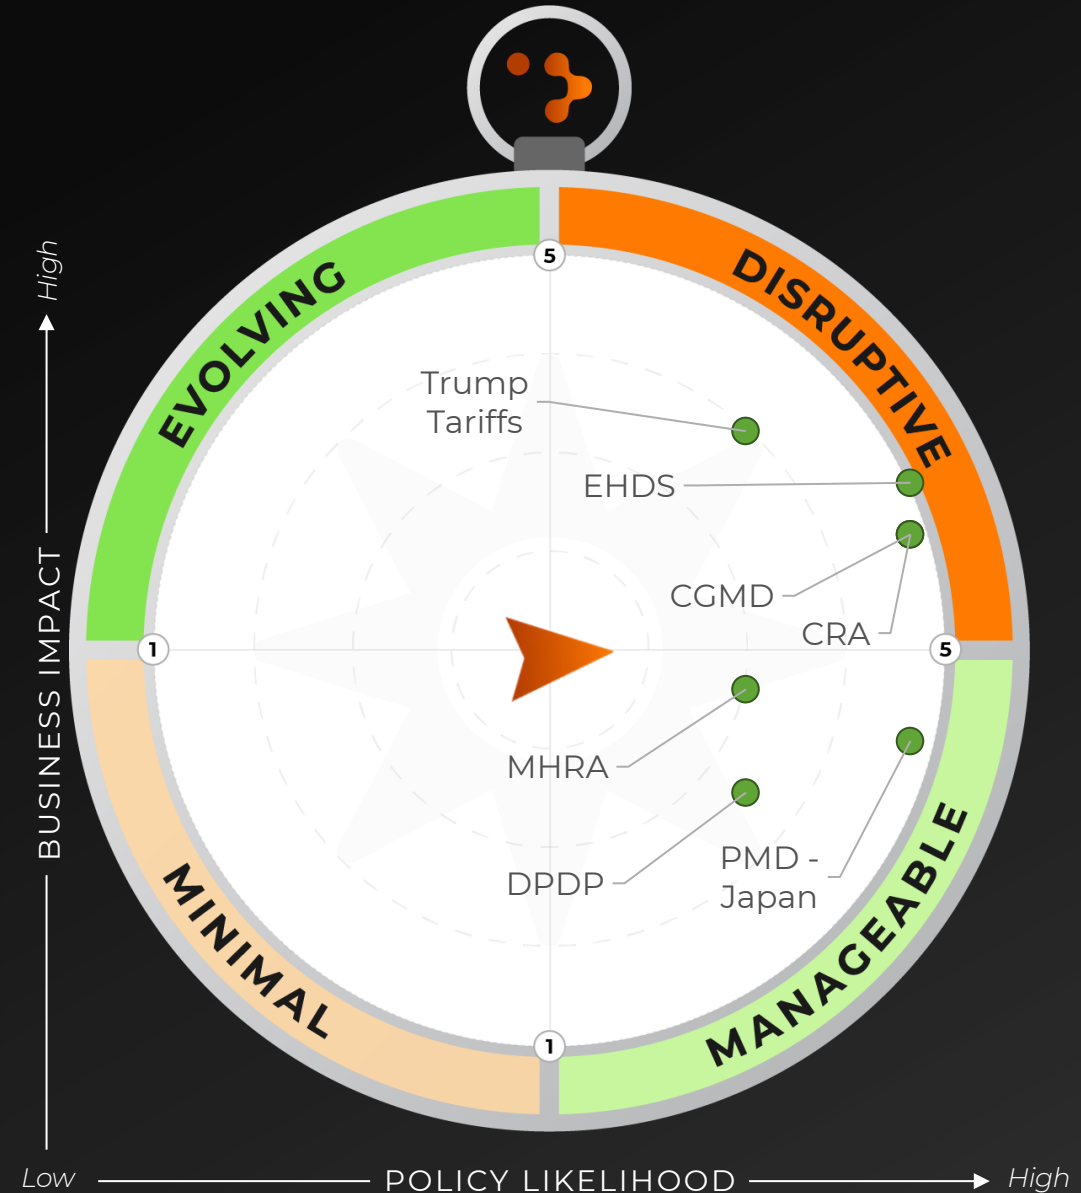 5
EVOLVING
DISRUPTIVE
High
Trump
Tariffs
EHDS
CGMD
CRA
1
5
BUSINESS IMPACT
MHRA
DPDP
PMD -
Japan
MINIMAL
MANAGEABLE
1
Low
POLICY LIKELIHOOD
High